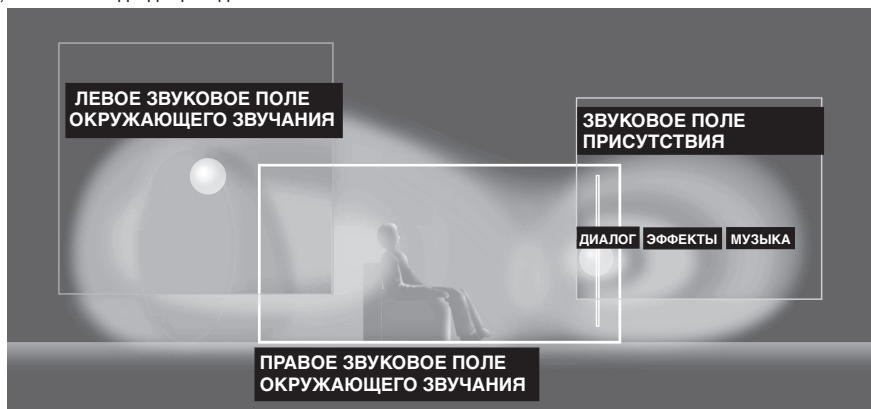 ЛЕВОЕ ЗВУКОВОЕ ПОЛЕ
ОКРУЖАЮЩЕГО ЗВУЧАНИЯ
ЗВУКОВОЕ ПОЛЕ
ПРИСУТСТВИЯ
ДИАЛОГ ЭФФЕКТЫ МУЗЫКА
ПРАВОЕ ЗВУКОВОЕ ПОЛЕ
ОКРУЖАЮЩЕГО ЗВУЧАНИЯ